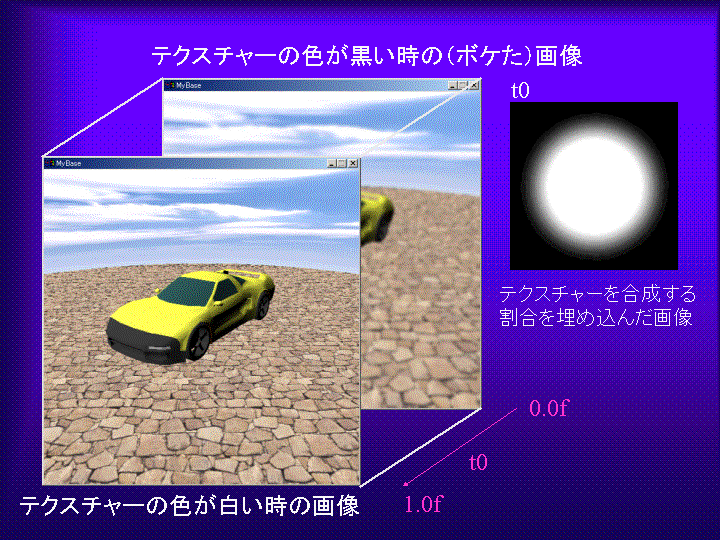 テクスチャーの色が黒い時の(ボケた)画像
MyBase
t0
MyBase
テクスチャーを合成する
割合を埋め込んだ画像
0.0f
t0
1.0f
テクスチャーの色が白い時の画像